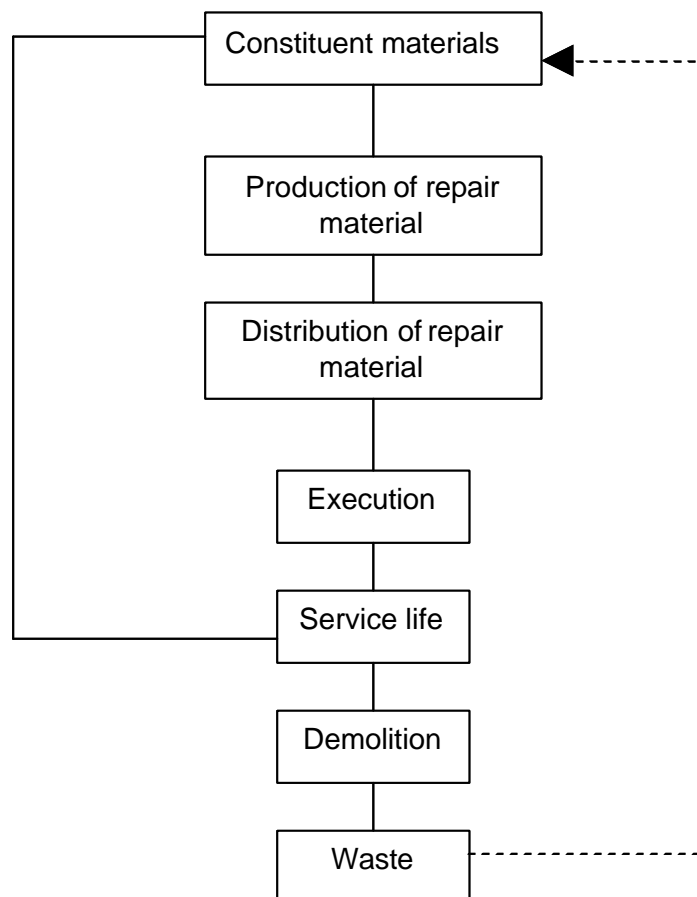 Constituent materials
Production of repair
material
Distribution of repair
material
Execution
Service life
Demolition
Waste